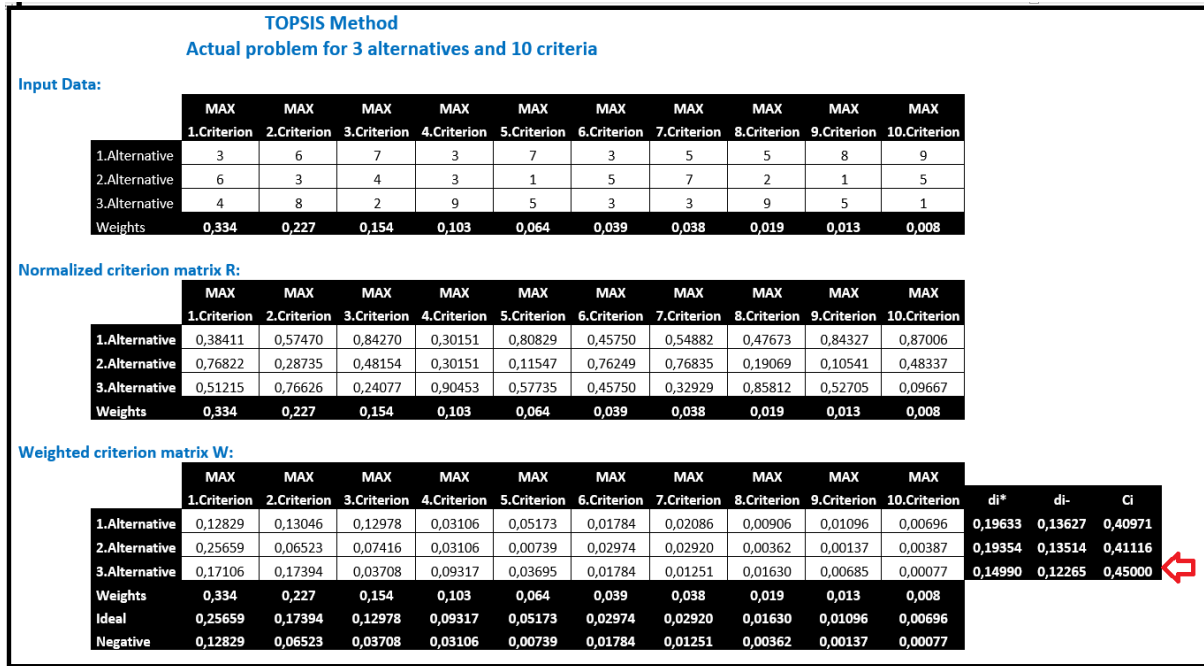 TOPSIS Method
Actual problem for 3 alternatives and 10 criteria
Input Data:
MAX MAX MAX MAX MAX MAX MAX MAX MAX MAX
1.Criterion 2.Criterion 3.Criterion 4.Criterion 5.Criterion 6.Criterion 7.Criterion 8.Criterion 9.Criterion 10.Criterion
1.Alternative 3 6 7 3 7 3 5 5 8 9
2.Alternative 6 3 4 3 1 5 7 2 1 5
3.Alternative 4 8 2 9 5 3 3 9 5 1
Weights 0,334 0,227 0,154 0,103 0,064 0,039 0,038 0,019 0,013 0,008
Normalized criterion matrix R:
MAX MAX MAX MAX MAX MAX MAX MAX MAX MAX
1.Criterion 2.Criterion 3.Criterion 4.Criterion 5.Criterion 6.Criterion 7.Criterion 8.Criterion 9.Criterion 10.Criterion
1.Alternative 0,38411 0,57470 0,84270 0,30151 0,80829 0,45750 0,54882 0,47673 0,84327 0,87006
2.Alternative 0,76822 0,28735 0,48154 0,30151 0,11547 0,76249 0,76835 0,19069 0,10541 0,48337
3.Alternative 0,51215 0,76626 0,24077 0,90453 0,57735 0,45750 0,32929 0,85812 0,52705 0,09667
Weights 0,334 0,227 0,154 0,103 0,064 0,039 0,038 0,019 0,013 0,008
Weighted criterion matrix W:
MAX MAX MAX MAX MAX MAX MAX MAX MAX MAX
1.Criterion 2.Criterion 3.Criterion 4.Criterion 5.Criterion 6.Criterion 7.Criterion 8.Criterion 9.Criterion 10.Criterion di* di- Ci
1.Alternative 0,12829 0,13046 0,12978 0,03106 0,05173 0,01784 0,02086 0,00906 0,01096 0,00696 0,19633 0,13627 0,40971
2.Alternative 0,25659 0,06523 0,07416 0,03106 0,00739 0,02974 0,02920 0,00362 0,00137 0,00387 0,19354 0,13514 0,41116
3.Alternative 0,17106 0,17394 0,03708 0,09317 0,03695 0,01784 0,01251 0,01630 0,00685 0,00077 0,14990 0,12265 0,45000
Weights 0,334 0,227 0,154 0,103 0,064 0,039 0,038 0,019 0,013 0,008
Ideal 0,25659 0,17394 0,12978 0,09317 0,05173 0,02974 0,02920 0,01630 0,01096 0,00696
Negative 0,12829 0,06523 0,03708 0,03106 0,00739 0,01784 0,01251 0,00362 0,00137 0,00077